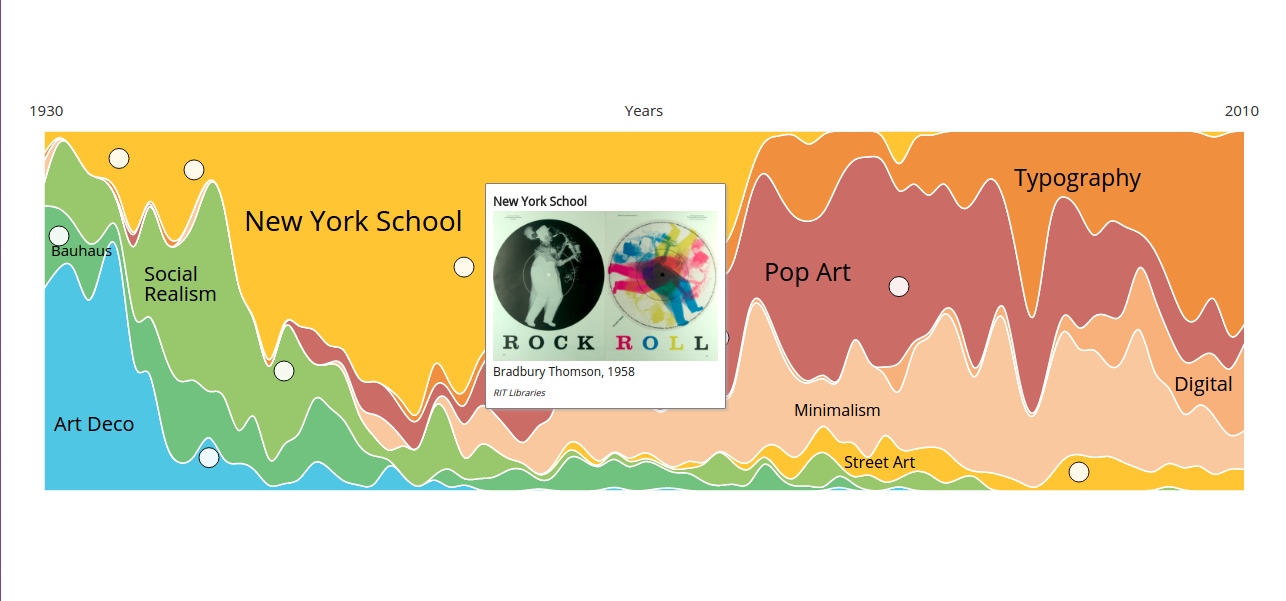 1930 Years 2010
New York School
Typography
New York School
Bauhaus
Social
Realism
Pop Art
ROCK ROLL
Bradbury Thomson, 1958
RIT Libraries
Digital
Minimalism
Art Deco
Street Art